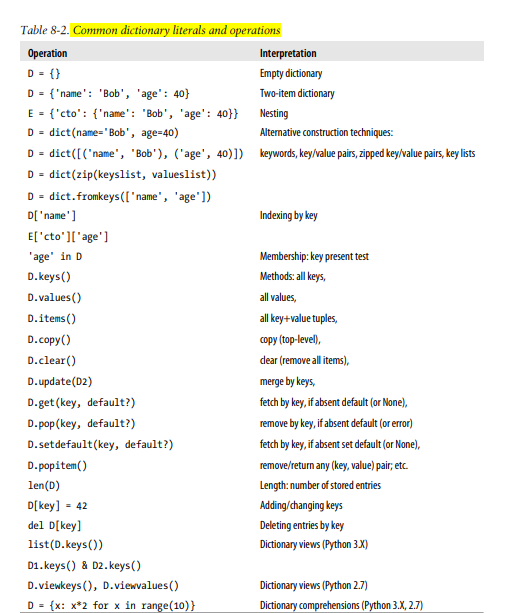 Table 8-2. Common dictionary literals and operations
Operation Interpretation
D = {} Empty dictionary
D = {'name': 'Bob', 'age': 40} Two-item dictionary
E = {'cto': {'name': 'Bob', 'age': 40}} Nesting
D = dict(name='Bob', age=40) Alternative construction techniques:
D = dict([('name', 'Bob'), ('age', 40)]) keywords, key/value pairs, zipped key/value pairs, key lists
D = dict(zip(keyslist, valueslist))
D = dict.fromkeys(['name', 'age'])
D['name'] Indexing by key
E['cto']['age']
'age' in D Membership: key present test
D.keys() Methods: all keys,
D.values() all values,
D.items() all key+value tuples,
D.copy() copy (top-level),
D.clear() clear (remove all items),
D.update(D2) merge by keys,
D.get(key, default?) fetch by key, if absent default (or None),
D.pop(key, default?) remove by key, if absent default (or error)
D.setdefault(key, default?) fetch by key, if absent set default (or None),
D.popitem() remove/return any (key, value) pair; etc.
len(D) Length: number of stored entries
D[key] = 42 Adding/changing keys
del D[key] Deleting entries by key
list(D.keys()) Dictionary views (Python 3.X)
D1.keys() & D2.keys()
D.viewkeys(), D.viewvalues() Dictionary views (Python 2.7)
D = {x: x*2 for x in range(10)} Dictionary comprehensions (Python 3.X, 2.7)